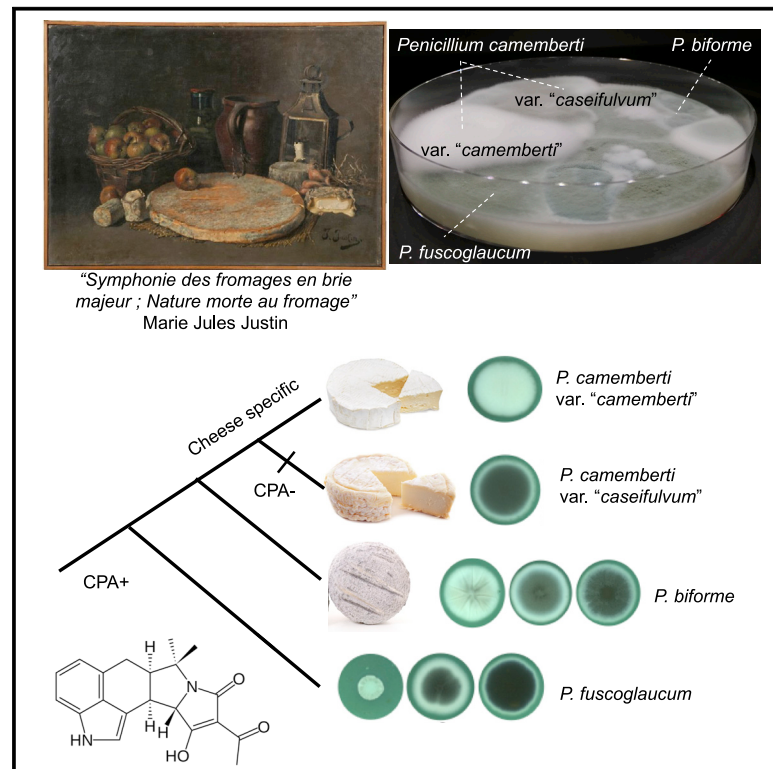 Penicillium camemberti
P. biforme
var. “caseifulvum”
var. “camemberti”
P. fuscoglaucum
“Symphonie des fromages en brie
majeur ; Nature morte au fromage”
Marie Jules Justin
Cheese specific
P. camemberti
var. “camemberti”
CPA-
P. camemberti
var. “caseifulvum”
CPA+
P. biforme
P. fuscoglaucum
H
N
O
H
H
O
HN
HO